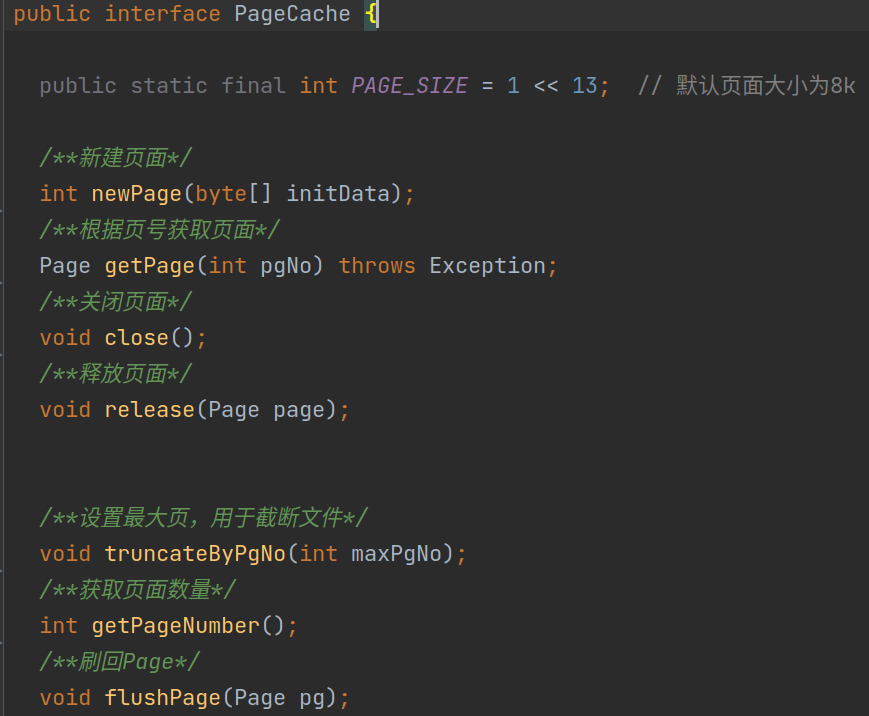 public interface PageCache {
public static final int PAGE_SIZE = 1 << 13;  // 默认页面大小为8k
/**新建页面*/
int newPage(byte[] initData);
/**根据页号获取页面*/
Page getPage(int pgNo) throws Exception;
/**关闭页面*/
void close();
/**释放页面*/
void release(Page page);
/**设置最大页，用于截断文件*/
void truncateByPgNo(int maxPgNo);
/**获取页面数量*/
int getPageNumber();
/**刷回Page*/
void flushPage(Page pg);